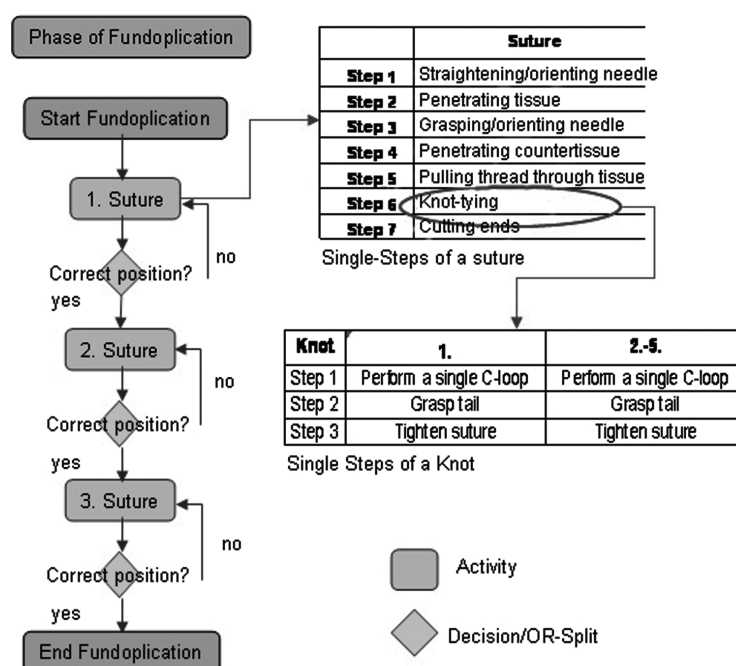 Phase of Fundoplication
Start Fundoplication
1. Suture
no
Correct position?
yes
2. Suture
no
Correct position?
yes
3. Suture
no
Correct position?
yes
End Fundoplication
Suture
Step 1 Straightening/orienting needle
Step 2 Penetrating tissue
Step 3 Grasping/orienting needle
Step 4 Penetrating countertissue
Step 5 Pulling thread through tissue
Step 6 Knot-tying
Step 7 Cutting ends
Single-Steps of a suture
Knot 1. 2.-5.
Step 1 Perform a single C-loop Perform a single C-loop
Step 2 Grasp tail Grasp tail
Step 3 Tighten suture Tighten suture
Single Steps of a Knot
Activity
Decision/OR-Split